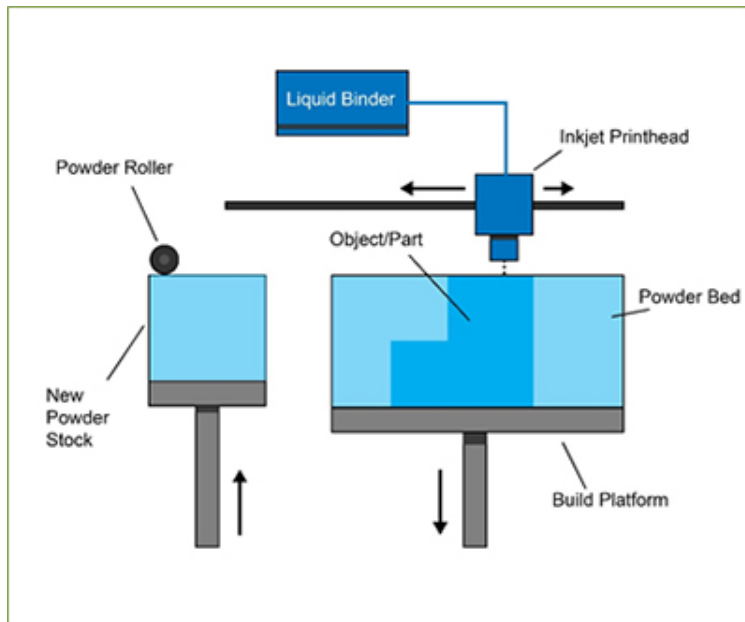 Liquid Binder
Inkjet Printhead
Powder Roller
Object/Part
Powder Bed
New
Powder
Stock
Build Platform